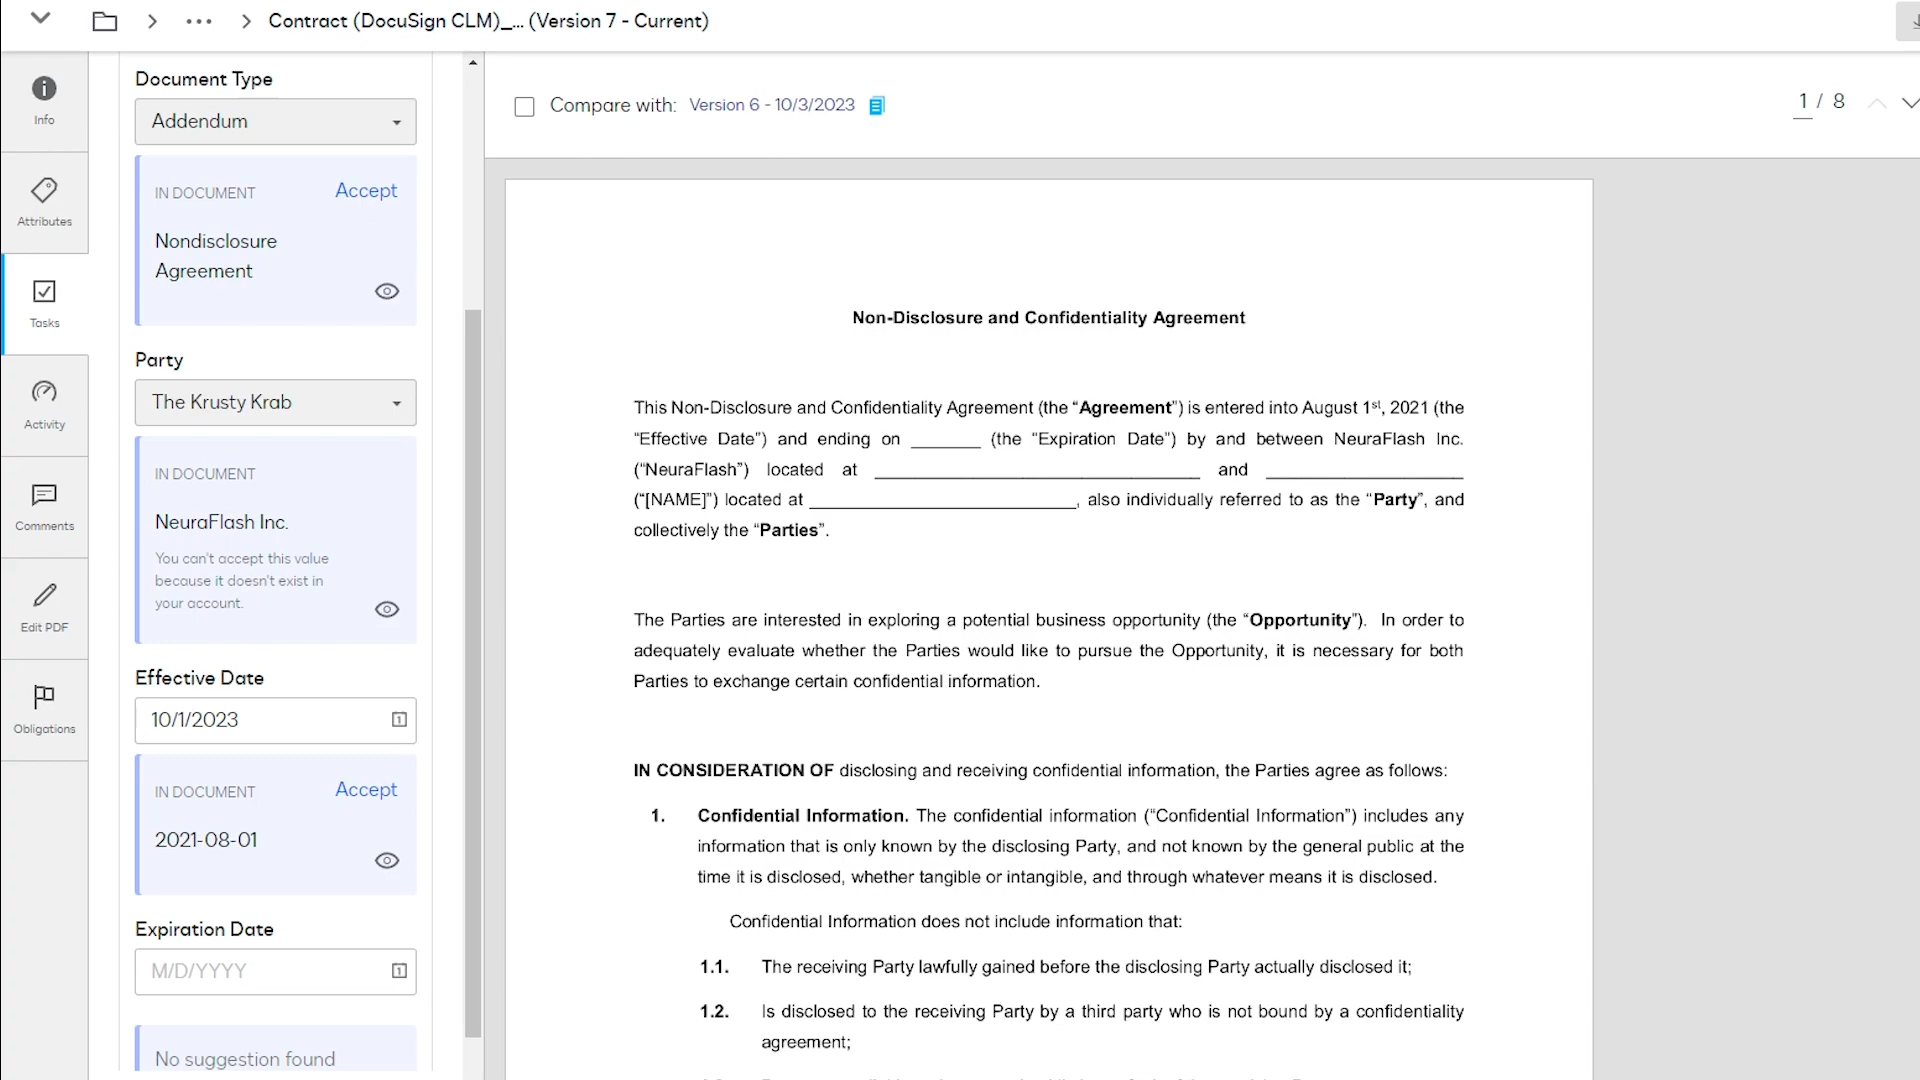 Contract (DocuSign CLM)_... (Version 7 - Current)
Info
Attributes
Tasks
Activity
Comments
Edit PDF
Obligations
Document Type
Addendum
IN DOCUMENT
Accept
Nondisclosure
Agreement
Party
The Krusty Krab
IN DOCUMENT
NeuraFlash Inc.
You can't accept this value
because it doesn't exist in
your account.
Effective Date
10/1/2023
IN DOCUMENT
Accept
2021-08-01
Expiration Date
M/D/YYYY
No suggestion found
Compare with: Version 6 - 10/3/2023
1 / 8
Non-Disclosure and Confidentiality Agreement
This Non-Disclosure and Confidentiality Agreement (the “Agreement”) is entered into August 1st, 2021 (the
“Effective Date”) and ending on _______ (the “Expiration Date”) by and between NeuraFlash Inc.
(“NeuraFlash”) located at _________________________________ and ____________________
(“[NAME]”) located at ___________________________, also individually referred to as the “Party”, and
collectively the “Parties”.
The Parties are interested in exploring a potential business opportunity (the “Opportunity”). In order to
adequately evaluate whether the Parties would like to pursue the Opportunity, it is necessary for both
Parties to exchange certain confidential information.
IN CONSIDERATION OF disclosing and receiving confidential information, the Parties agree as follows:
1. Confidential Information. The confidential information (“Confidential Information”) includes any
information that is only known by the disclosing Party, and not known by the general public at the
time it is disclosed, whether tangible or intangible, and through whatever means it is disclosed.
Confidential Information does not include information that:
1.1. The receiving Party lawfully gained before the disclosing Party actually disclosed it;
1.2. Is disclosed to the receiving Party by a third party who is not bound by a confidentiality
agreement;